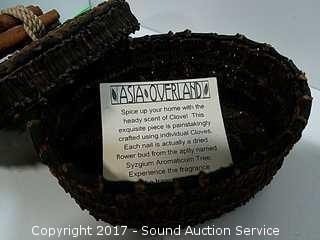 ASIA OVERLAND
Spice up your home with the
heady scent of Clove! This
exquisite piece is painstakingly
crafted using individual Cloves.
Each nail is actually a dried
flower bud from the aptly named
Syzgium Aromaticum Tree.
Experience the fragrance
Copyright 2017 - Sound Auction Service